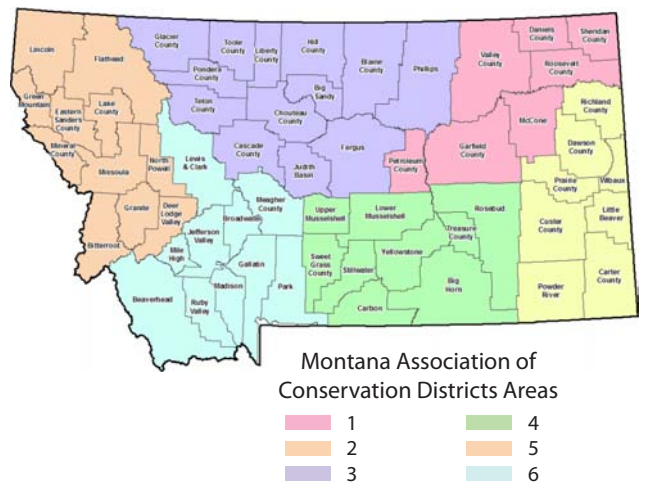 Lincoln
Flathead
Glacier
County
Toole
County
Liberty
County
Hill
County
Blaine
County
Phillips
Valley
County
Daniels
County
Sheridan
County
Roosevelt
County
Pondera
County
Teton
County
Chouteau
County
Big
Sandy
Green
Mountain
Eastern
Sanders
County
Lake
County
Mineral
County
Missoula
North
Powell
Lewis
& Clark
Cascade
County
Judith
Basin
Fergus
Petroleum
County
Garfield
County
McCone
Richland
County
Dawson
County
Prairie
County
Wibaux
Granite
Deer
Lodge
Valley
Bitterroot
Meagher
County
Broadwater
Jefferson
Valley
Mile
High
Gallatin
Beaverhead
Ruby
Valley
Madison
Park
Upper
Musselshell
Lower
Musselshell
Rosebud
Treasure
County
Sweet
Grass
County
Stillwater
Yellowstone
Carbon
Big
Horn
Custer
County
Little
Beaver
Powder
River
Carter
County
Montana Association of
Conservation Districts Areas
1
2
3
4
5
6